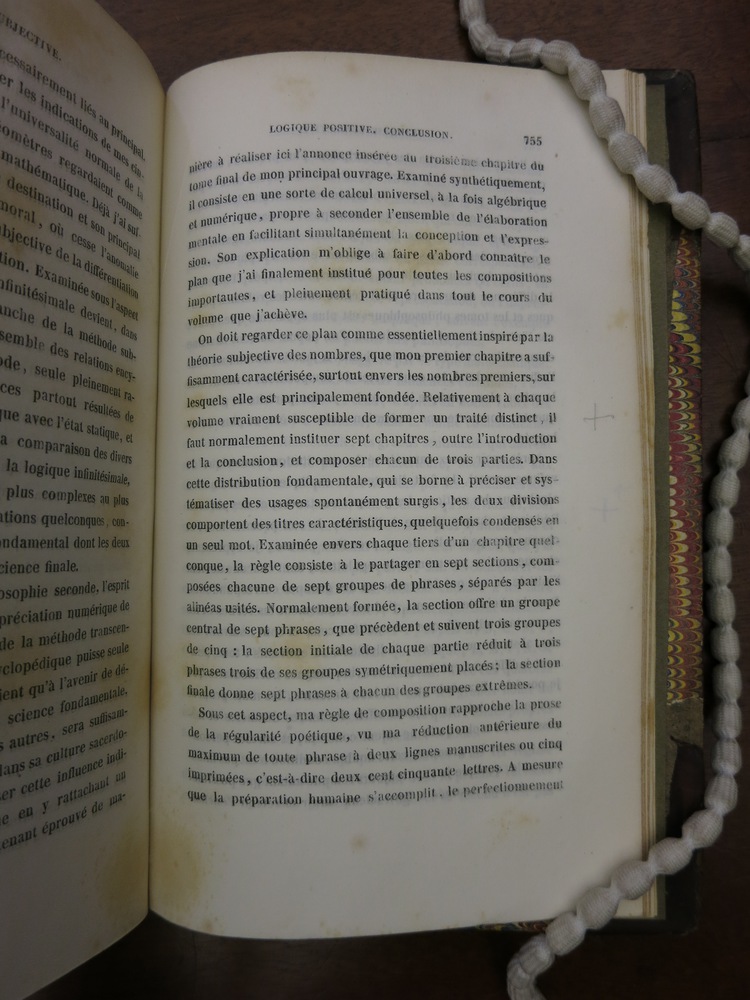 OBJECTIVE.
cessairement liés au principal.
er les indications de mes
l'universalité normale de la
omètres regardaient comme
mathématique. Déjà j'ai suf-
destination et son principal
moral, où cesse l'anomalie
bjective de la différentiation
tion. Examinée sous l'aspect
nfinitésimale devient, dans
anche de la méthode sub-
semble des relations ency-
ode, seule pleinement ra-
ces partout résultées de
que avec l'état statique, et
a comparaison des divers
la logique infinitésimale,
plus complexes au plus
ations quelconques, con-
ondamental dont les deux
cience finale.
osophie seconde, l'esprit
préciation numérique de
de la méthode transcen-
cyclopédique puisse seule
ient qu'à l'avenir de dé-
science fondamentale.
s autres, sera suffisam-
dans sa culture sacerdo-
er cette influence indi-
e en y rattachant un
enant éprouvé de ma-
LOGIQUE POSITIVE. CONCLUSION. 755
nière à réaliser ici l'annonce insérée au troisième chapitre du
tome final de mon principal ouvrage. Examiné synthétiquement,
il consiste en une sorte de calcul universel, à la fois algébrique
et numérique, propre à seconder l'ensemble de l'élaboration
mentale en facilitant simultanément la conception et l'expres-
sion. Son explication m'oblige à faire d'abord connaître le
plan que j'ai finalement institué pour toutes les compositions
importantes, et pleinement pratiqué dans tout le cours du
volume que j'achève.
On doit regarder ce plan comme essentiellement inspiré par la
théorie subjective des nombres, que mon premier chapitre a suf-
fisamment caractérisée, surtout envers les nombres premiers, sur
lesquels elle est principalement fondée. Relativement à chaque
volume vraiment susceptible de former un traité distinct, il
faut normalement instituer sept chapitres, outre l'introduction
et la conclusion, et composer chacun de trois parties. Dans
cette distribution fondamentale, qui se borne à préciser et sys-
tématiser des usages spontanément surgis, les deux divisions
comportent des titres caractéristiques, quelquefois condensés en
un seul mot. Examinée envers chaque tiers d'un chapitre quel-
conque, la règle consiste à le partager en sept sections, com-
posées chacune de sept groupes de phrases, séparés par les
alinéas usités. Normalement formée, la section offre un groupe
central de sept phrases, que précèdent et suivent trois groupes
de cinq : la section initiale de chaque partie réduit à trois
phrases trois de ses groupes symétriquement placés; la section
finale donne sept phrases à chacun des groupes extrêmes.
Sous cet aspect, ma règle de composition rapproche la prose
de la régularité poétique, vu ma réduction antérieure du
maximum de toute phrase à deux lignes manuscrites ou cinq
imprimées, c'est-à-dire deux cent cinquante lettres. A mesure
que la préparation humaine s'accomplit, le perfectionnement